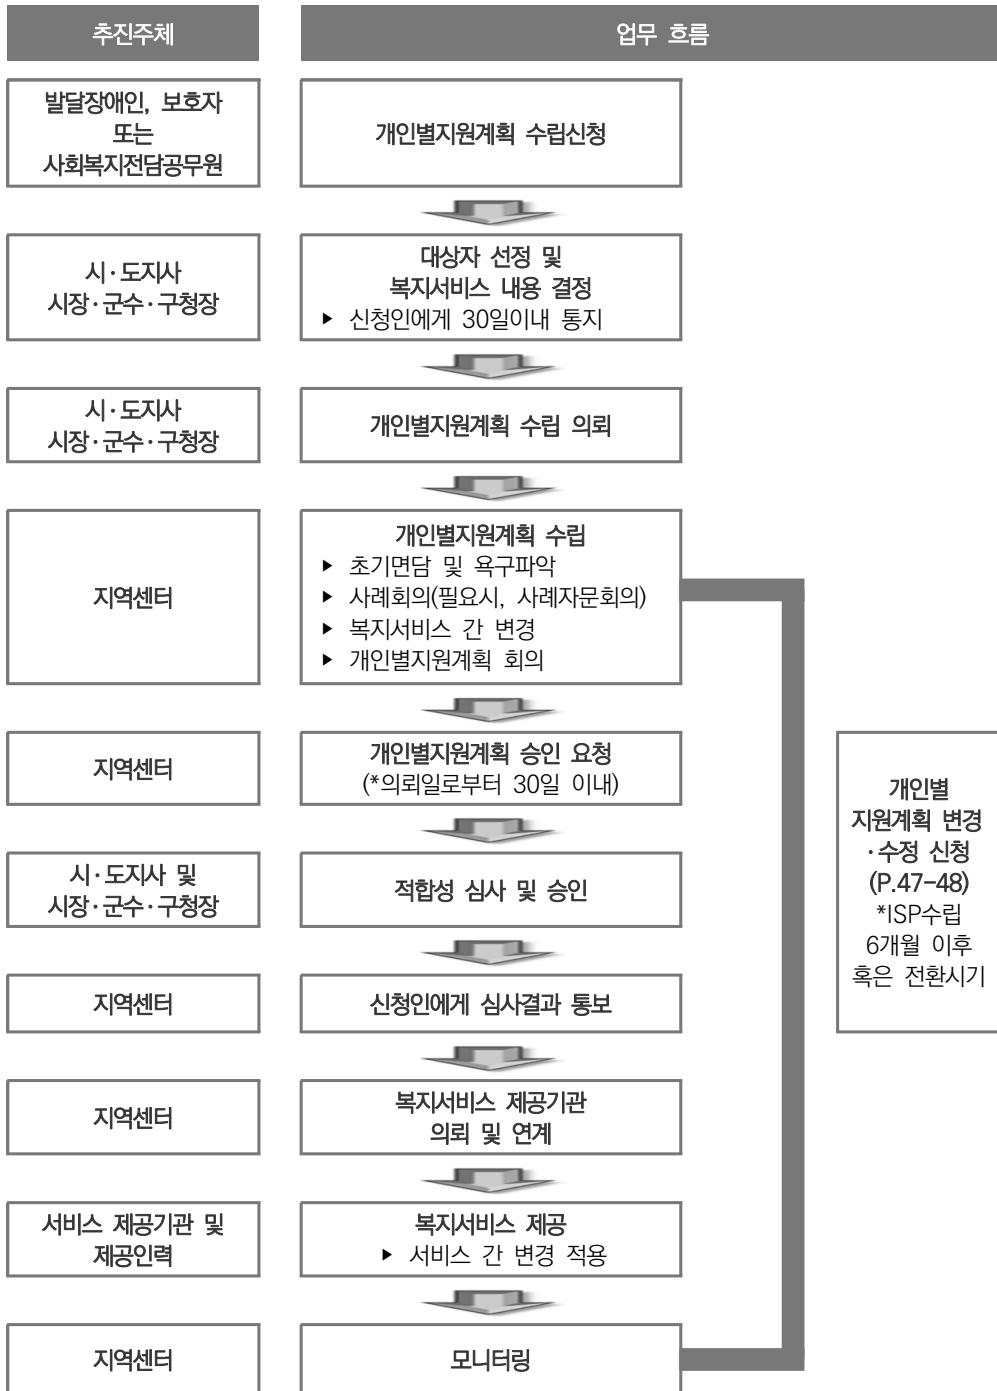 추진주체
업무 흐름
발달장애인, 보호자
또는
사회복지전담공무원
개인별지원계획 수립신청
시·도지사
시장·군수·구청장
대상자 선정 및
복지서비스 내용 결정
▶ 신청인에게 30일이내 통지
시·도지사
시장·군수·구청장
개인별지원계획 수립 의뢰
지역센터
개인별지원계획 수립
▶ 초기면담 및 욕구파악
▶ 사례회의(필요시, 사례자문회의)
▶ 복지서비스 간 변경
▶ 개인별지원계획 회의
지역센터
개인별지원계획 승인 요청
(*의뢰일로부터 30일 이내)
시·도지사 및
시장·군수·구청장
적합성 심사 및 승인
지역센터
신청인에게 심사결과 통보
지역센터
복지서비스 제공기관
의뢰 및 연계
서비스 제공기관 및
제공인력
복지서비스 제공
▶ 서비스 간 변경 적용
지역센터
모니터링
개인별
지원계획 변경
·수정 신청
(P.47-48)
*ISP수립
6개월 이후
혹은 전환시기